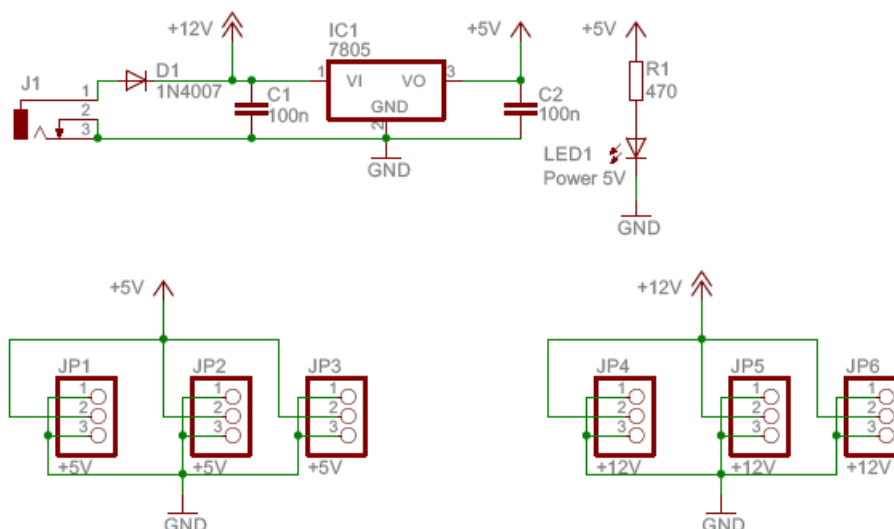 +12V
IC1
7805
+5V
+5V
J1
1
2
3
D1
1N4007
C1
100n
1
VI
VO
3
GND
2
C2
100n
R1
470
GND
LED1
Power 5V
GND
+5V
JP1
1
2
3
+5V
JP2
1
2
3
+5V
JP3
1
2
3
+5V
GND
+12V
JP4
1
2
3
+12V
JP5
1
2
3
+12V
JP6
1
2
3
+12V
GND